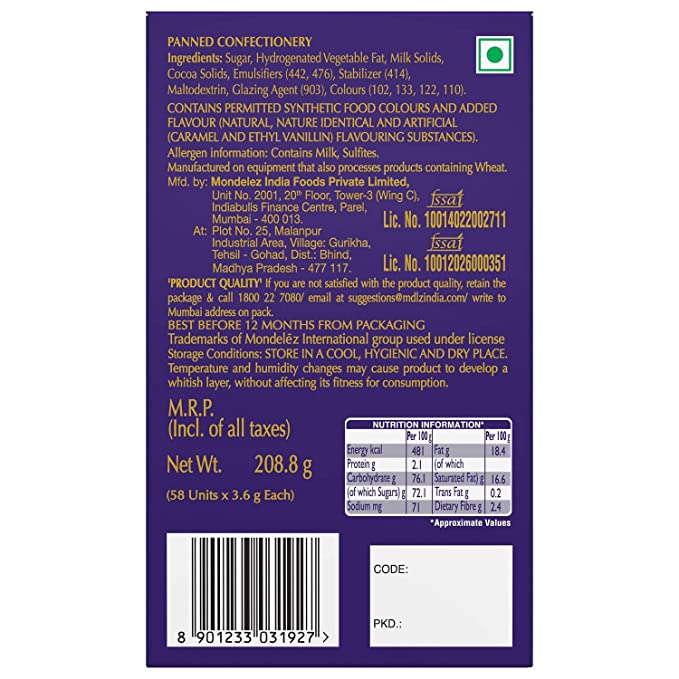 PANNED CONFECTIONERY
Ingredients: Sugar, Hydrogenated Vegetable Fat, Milk Solids,
Cocoa Solids, Emulsifiers (442, 476), Stabilizer (414),
Maltodextrin, Glazing Agent (903), Colours (102, 133, 122, 110).
CONTAINS PERMITTED SYNTHETIC FOOD COLOURS AND ADDED
FLAVOUR (NATURAL, NATURE IDENTICAL AND ARTIFICIAL
(CARAMEL AND ETHYL VANILLIN) FLAVOURING SUBSTANCES).
Allergen information: Contains Milk, Sulfites.
Manufactured on equipment that also processes products containing Wheat.
Mfd. by: Mondelez India Foods Private Limited,
Unit No. 2001, 20th Floor, Tower-3 (Wing C),
Indiabulls Finance Centre, Parel,
Mumbai - 400 013.
fssai
Lic. No. 10014022002711
At: Plot No. 25, Malanpur
Industrial Area, Village: Gurikha,
Tehsil - Gohad, Dist.: Bhind,
Madhya Pradesh - 477 117.
fssai
Lic. No. 10012026000351
'PRODUCT QUALITY' If you are not satisfied with the product quality, retain the
package & call 1800 22 7080/ email at suggestions@mdlzindia.com/ write to
Mumbai address on pack.
BEST BEFORE 12 MONTHS FROM PACKAGING
Trademarks of Mondelēz International group used under license
Storage Conditions: STORE IN A COOL, HYGIENIC AND DRY PLACE.
Temperature and humidity changes may cause product to develop a
whitish layer, without affecting its fitness for consumption.
M.R.P.
(Incl. of all taxes)
Net Wt. 208.8 g
(58 Units x 3.6 g Each)
NUTRITION INFORMATION*
Per 100 g Per 100 g
Energy kcal 481 Fat g 18.4
Protein g 2.1 (of which
Carbohydrate g 76.1 Saturated Fat) g 16.6
(of which Sugars) g 72.1 Trans Fat g 0.2
Sodium mg 71 Dietary Fibre g 2.4
*Approximate Values
8 901233 031927 >
CODE:
PKD.: